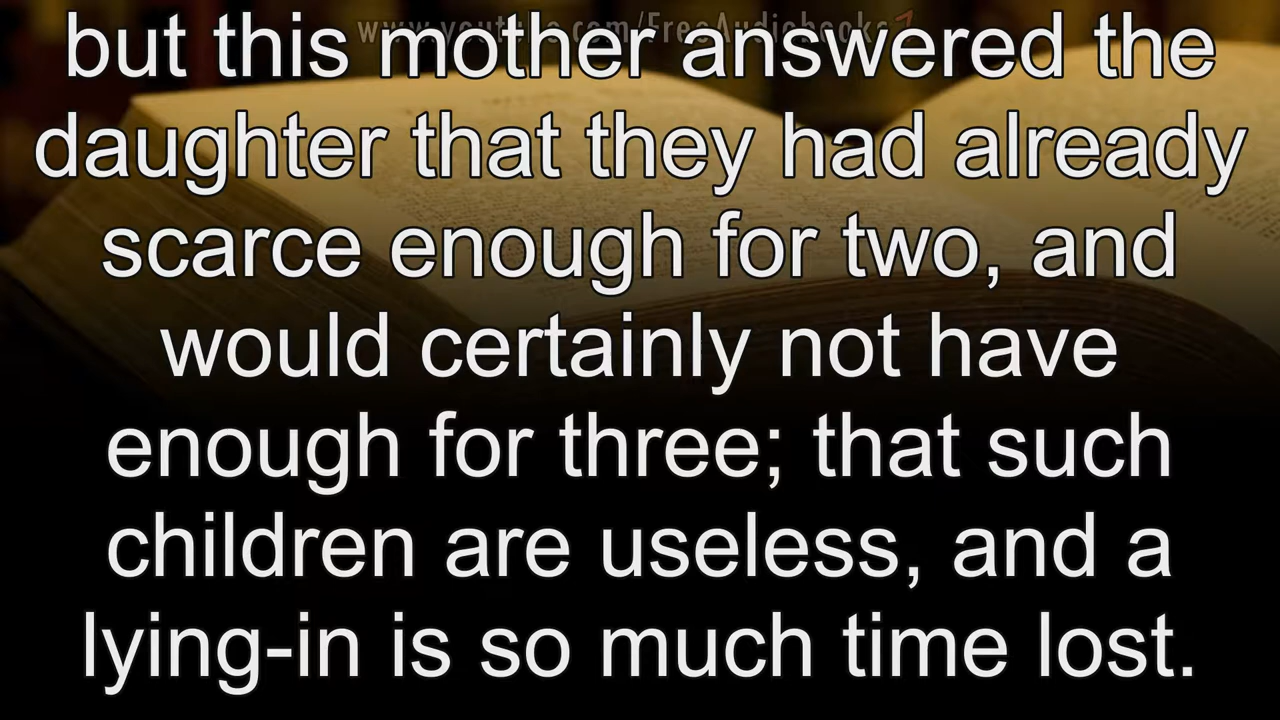 www.youtube.com/FreeAudiobooks
but this mother answered the
daughter that they had already
scarce enough for two, and
would certainly not have
enough for three; that such
children are useless, and a
lying-in is so much time lost.